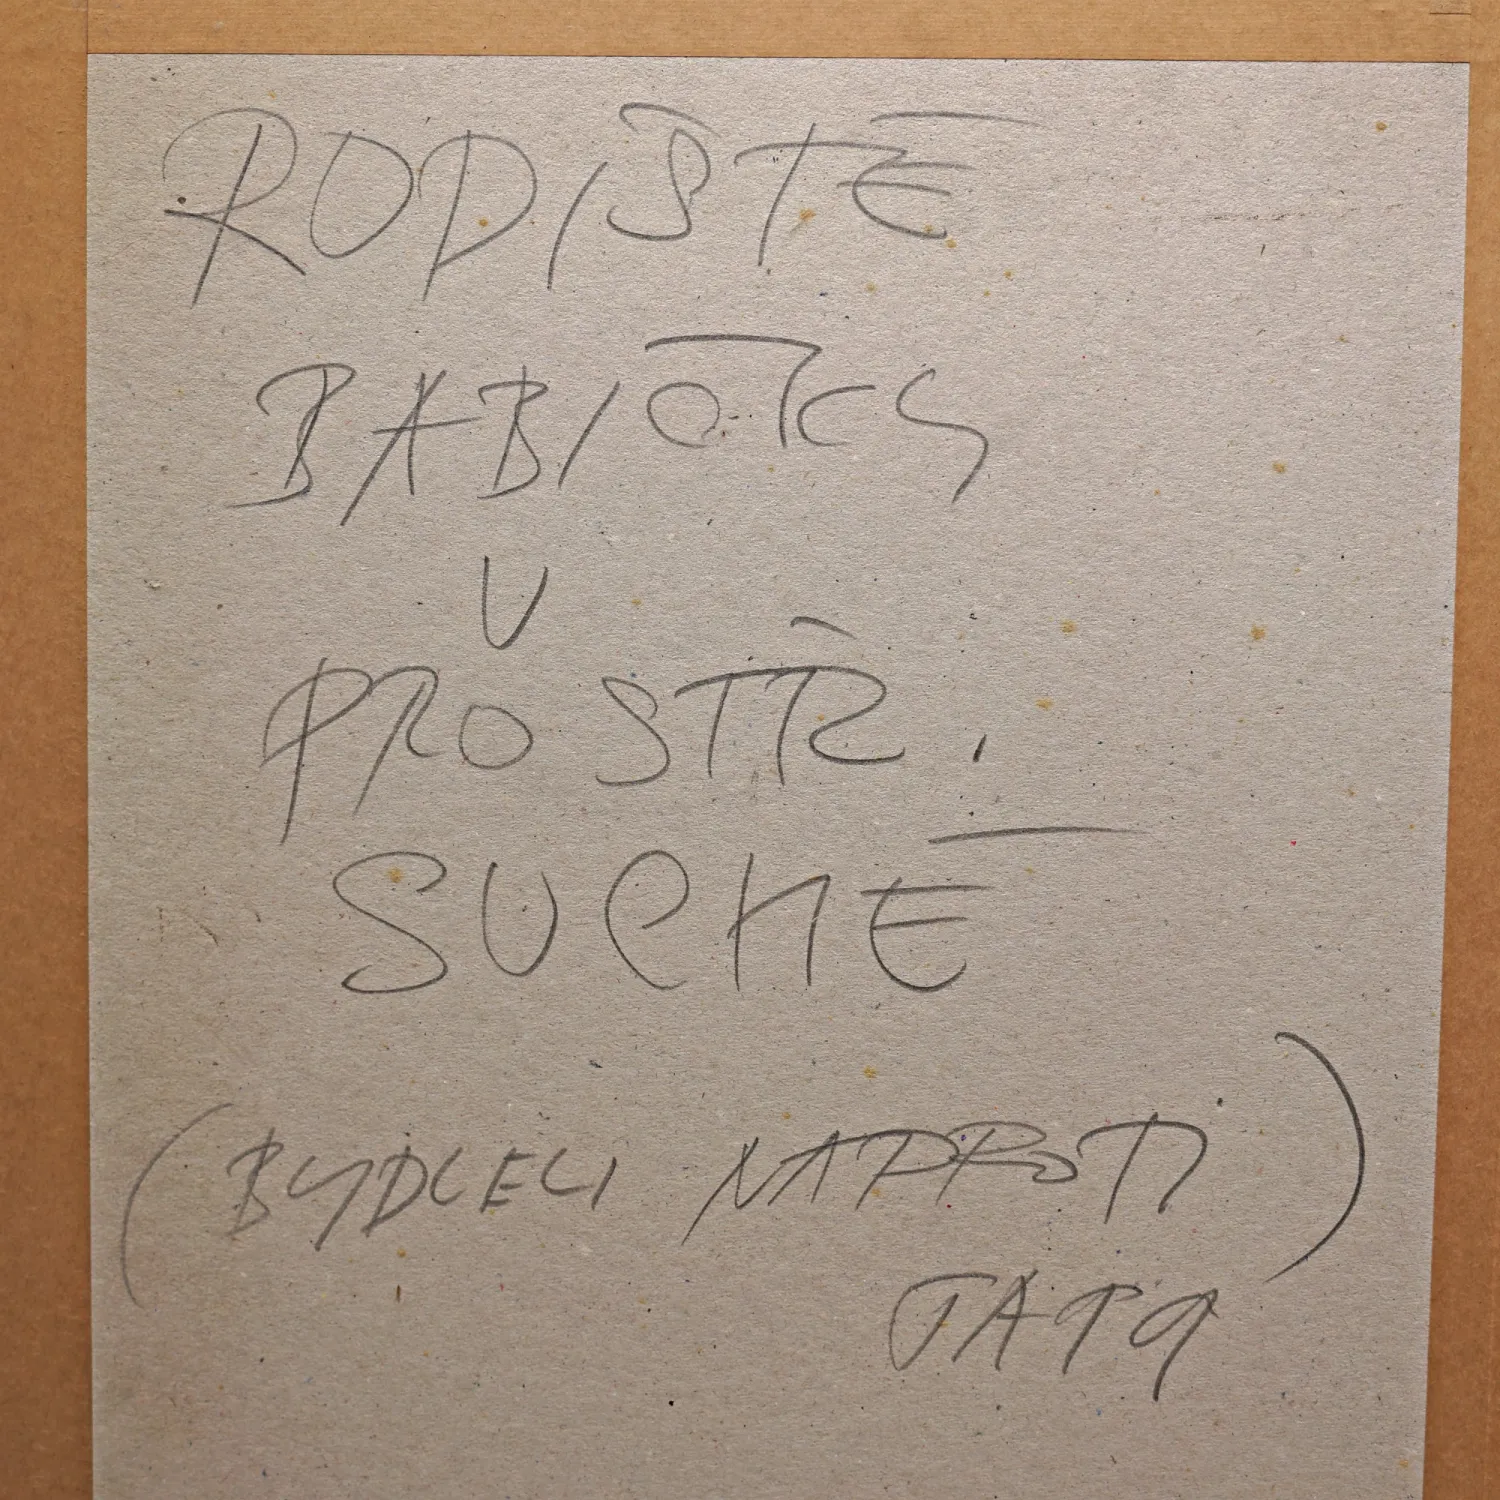 RODIŠTĚ
BABIČKY
U
PROSTŘ.
SUCHÉ
(BYDLELI NAPROTI)
TATA